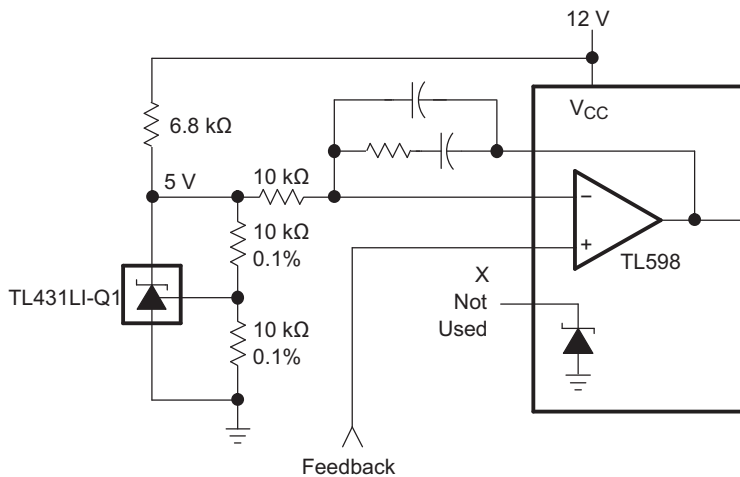 12 V
VCC
6.8 kΩ
5 V
10 kΩ
10 kΩ
0.1%
−
+
TL598
TL431LI-Q1
X
Not
Used
10 kΩ
0.1%
Feedback